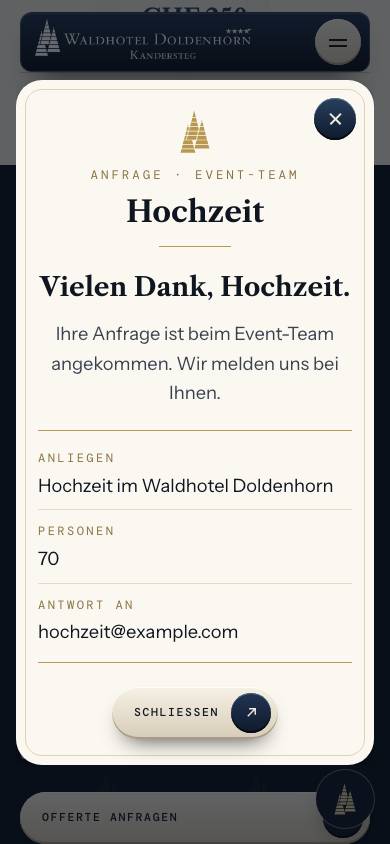 CHF 250
WALDHOTEL DOLDENHORN
KANDERSTEG
ANFRAGE · EVENT-TEAM
Hochzeit
Vielen Dank, Hochzeit.
Ihre Anfrage ist beim Event-Team
angekommen. Wir melden uns bei
Ihnen.
ANLIEGEN
Hochzeit im Waldhotel Doldenhorn
PERSONEN
70
ANTWORT AN
hochzeit@example.com
SCHLIESSEN
OFFERTE ANFRAGEN